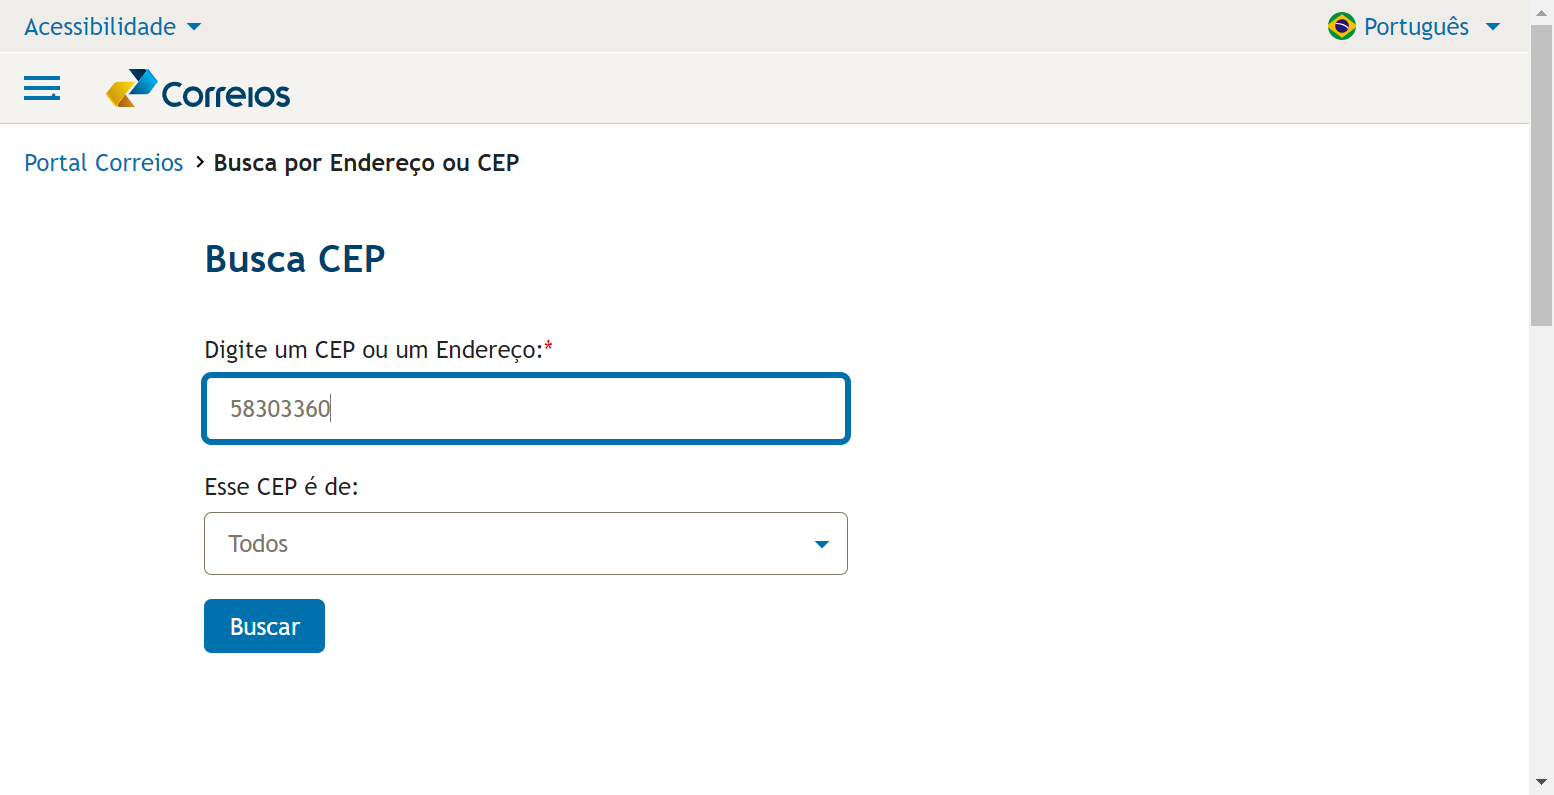 Acessibilidade
Português
Correios
Portal Correios > Busca por Endereço ou CEP
Busca CEP
Digite um CEP ou um Endereço:*
58303360
Esse CEP é de:
Todos
Buscar